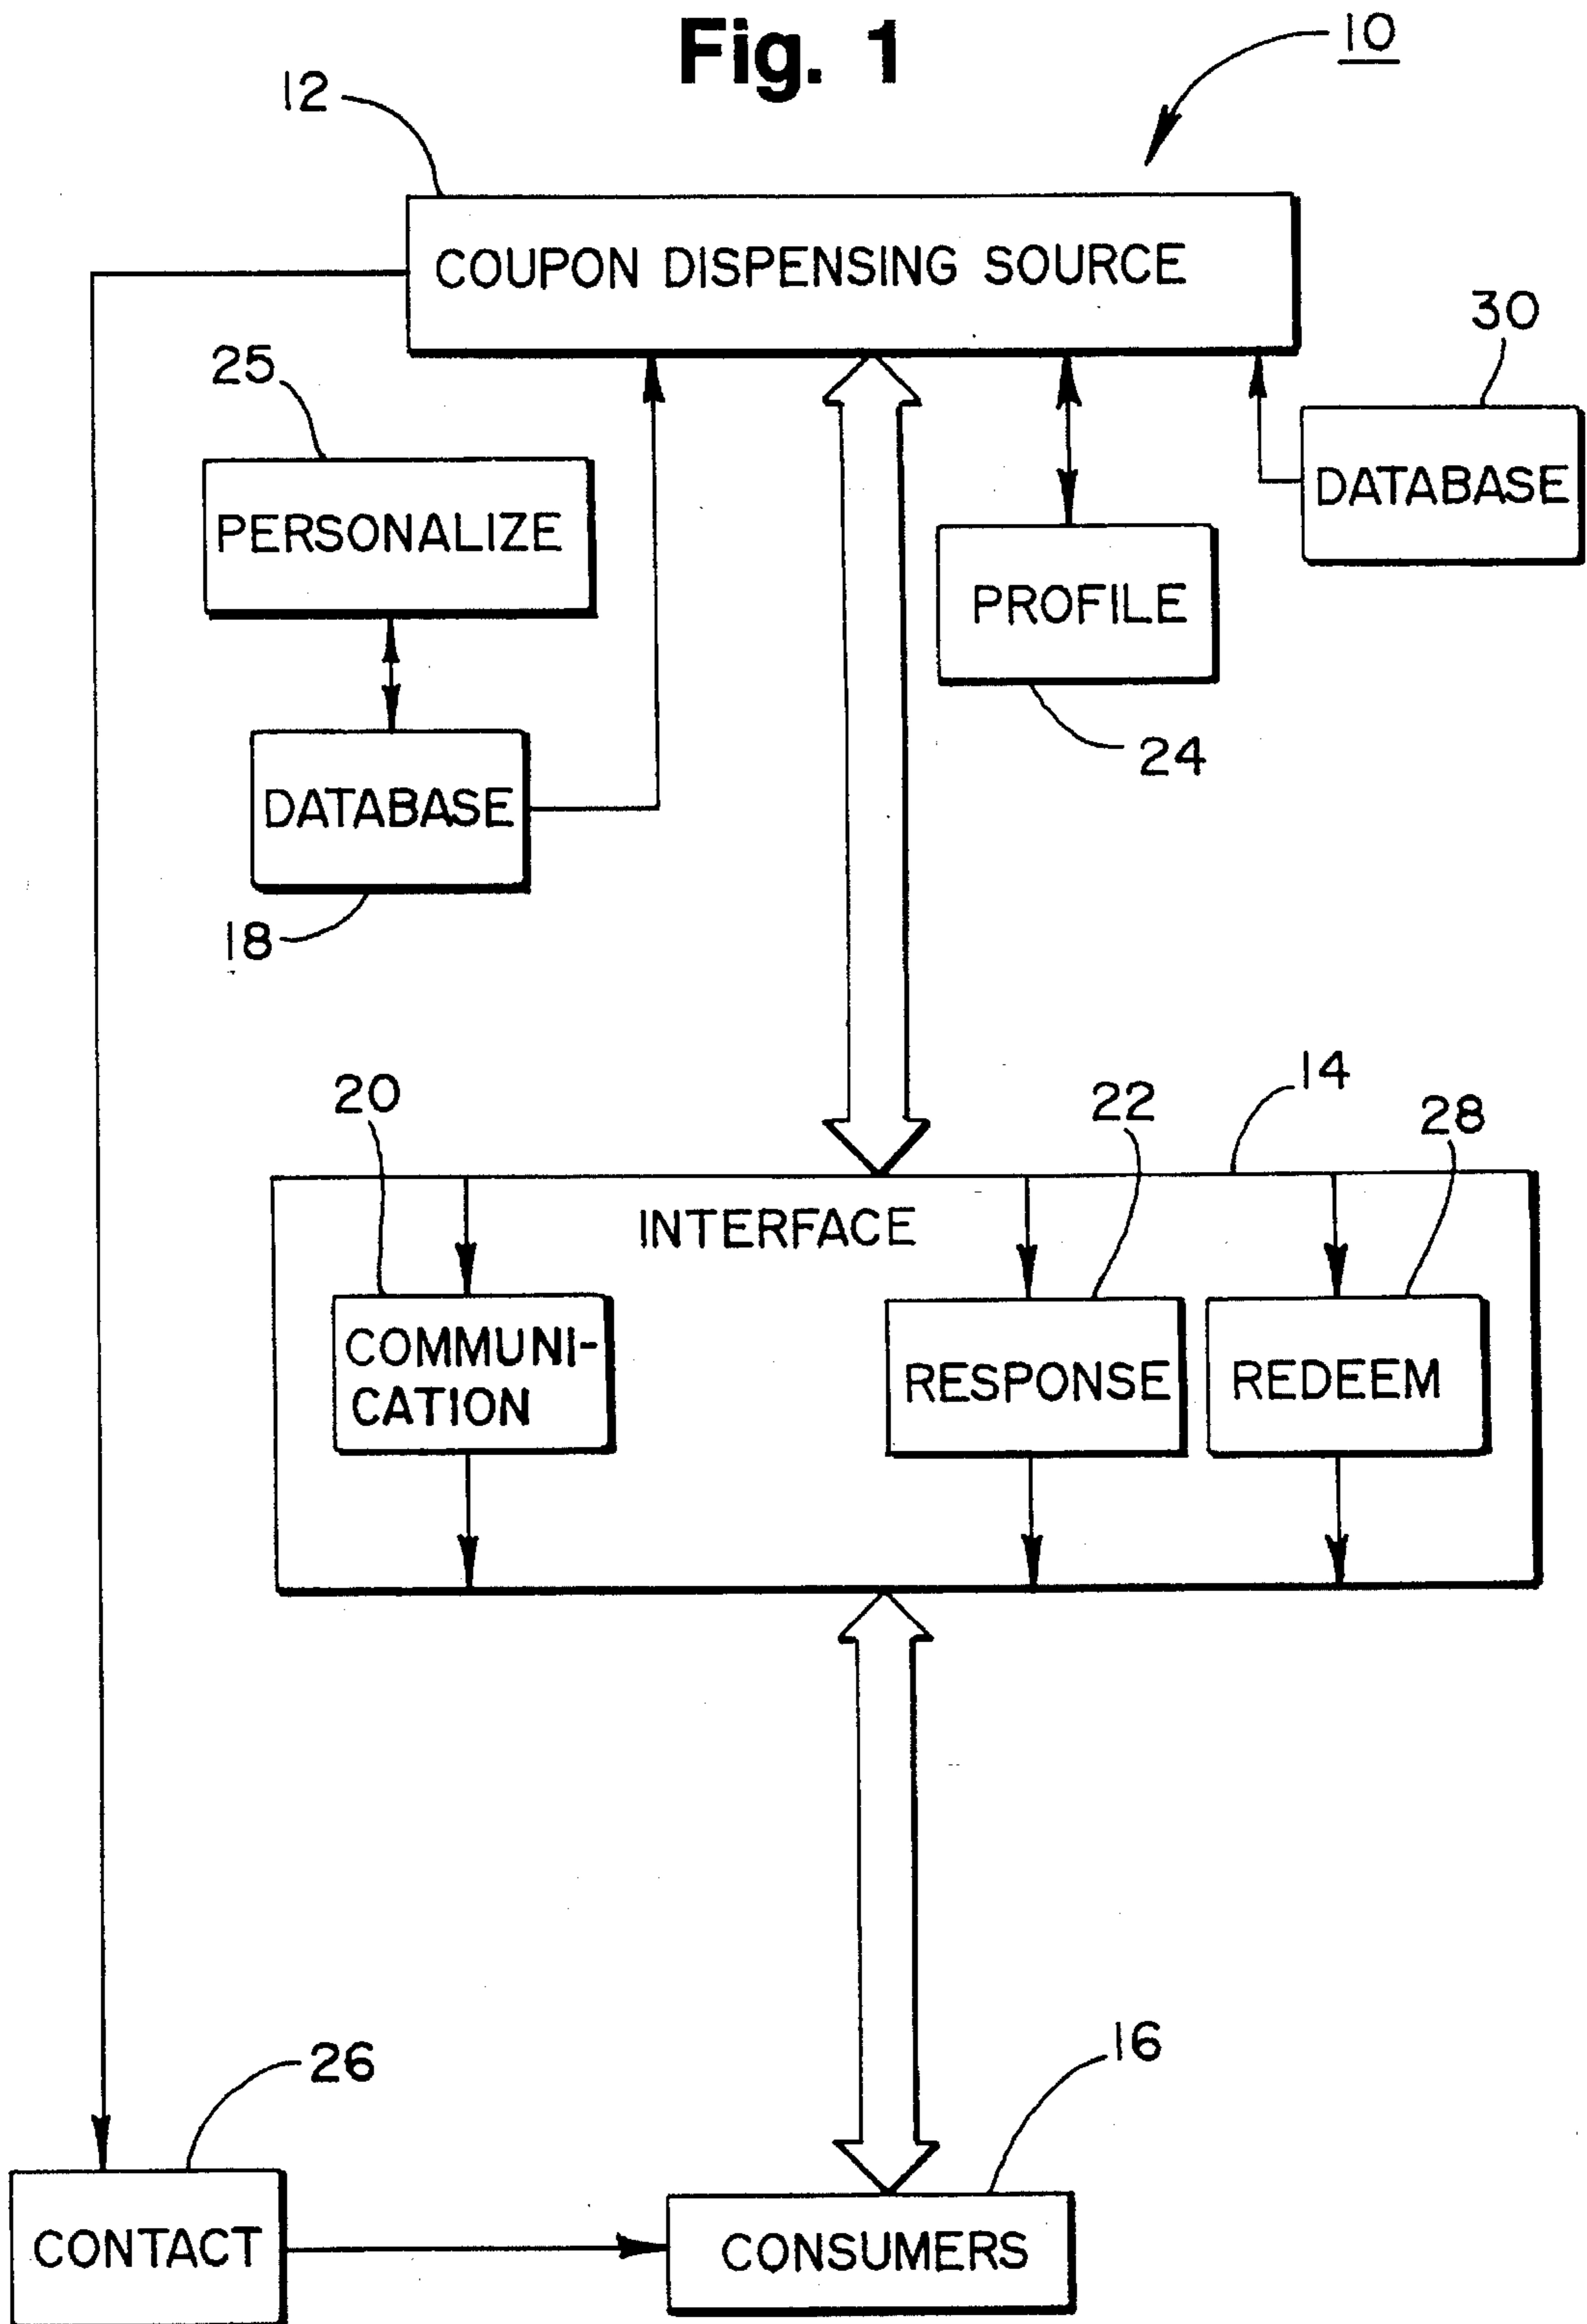 Fig. 1
10
12
COUPON DISPENSING SOURCE
30
25
DATABASE
PERSONALIZE
PROFILE
24
DATABASE
18
20
22
14
28
INTERFACE
COMMUNI-
CATION
RESPONSE
REDEEM
26
16
CONTACT
CONSUMERS